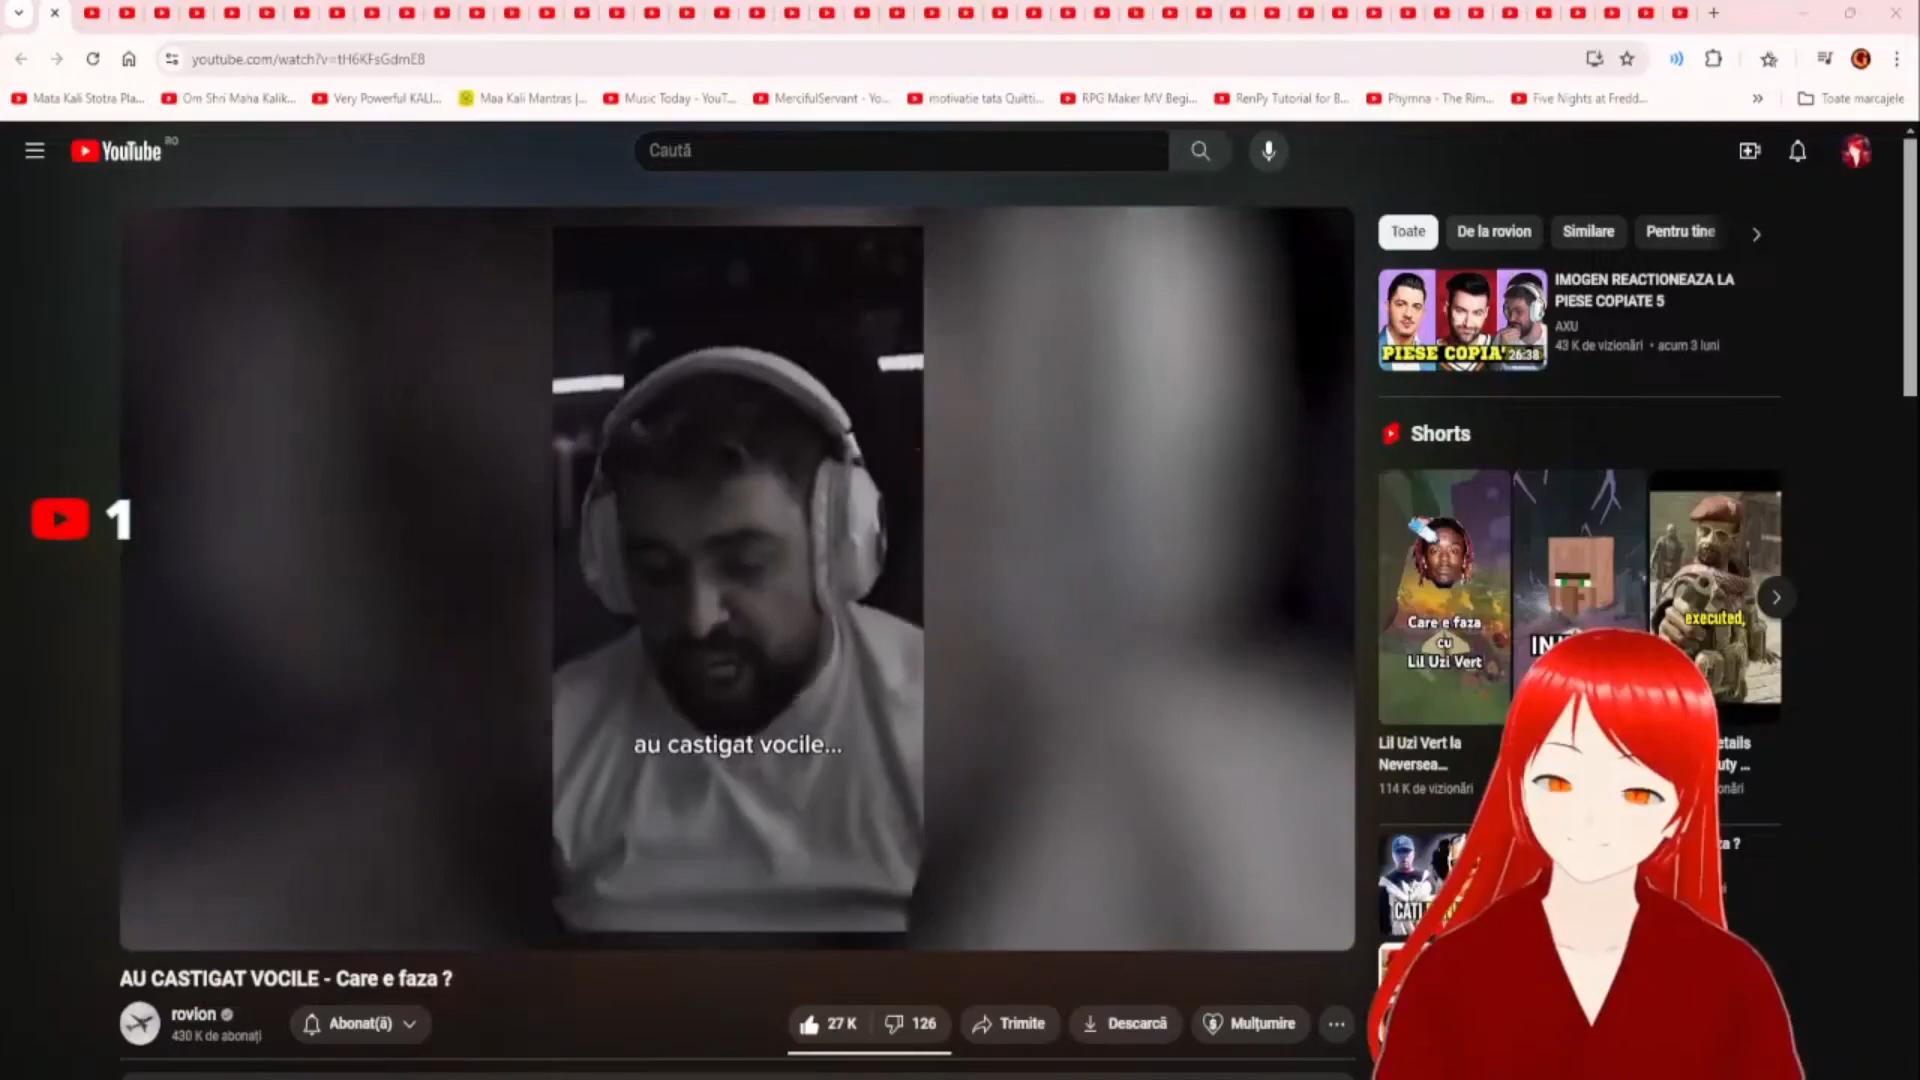 youtube.com/watch?v=tH6KFsGdmE8
Mata Kali Stotra Pla...
Om Shri Maha Kalik...
Very Powerful KALI...
Maa Kali Mantras |...
Music Today - YouT...
MercifulServant - Yo...
motivatie tata Quitti...
RPG Maker MV Begi...
RenPy Tutorial for B...
Phymna - The Rim...
Five Nights at Fredd...
Toate marcajele
YouTube RO
Caută
Toate
De la rovion
Similare
Pentru tine
PIESE COPIA
26:38
IMOGEN REACTIONEAZA LA
PIESE COPIATE 5
AXU
43 K de vizionări • acum 3 luni
Shorts
1
Care e faza
cu
Lil Uzi Vert
executed,
Lil Uzi Vert la
Neversea...
114 K de vizionări
au castigat vocile...
CATI
AU CASTIGAT VOCILE - Care e faza ?
rovion
430 K de abonați
Abonat(ă)
27 K
126
Trimite
Descarcă
Mulțumire